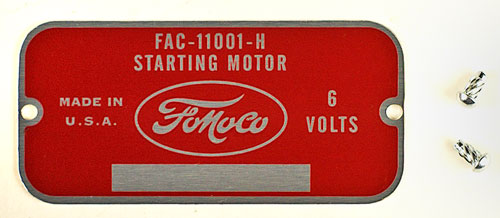 FAC-11001-H
STARTING MOTOR
MADE IN
U.S.A.
FoMoCo
6
VOLTS